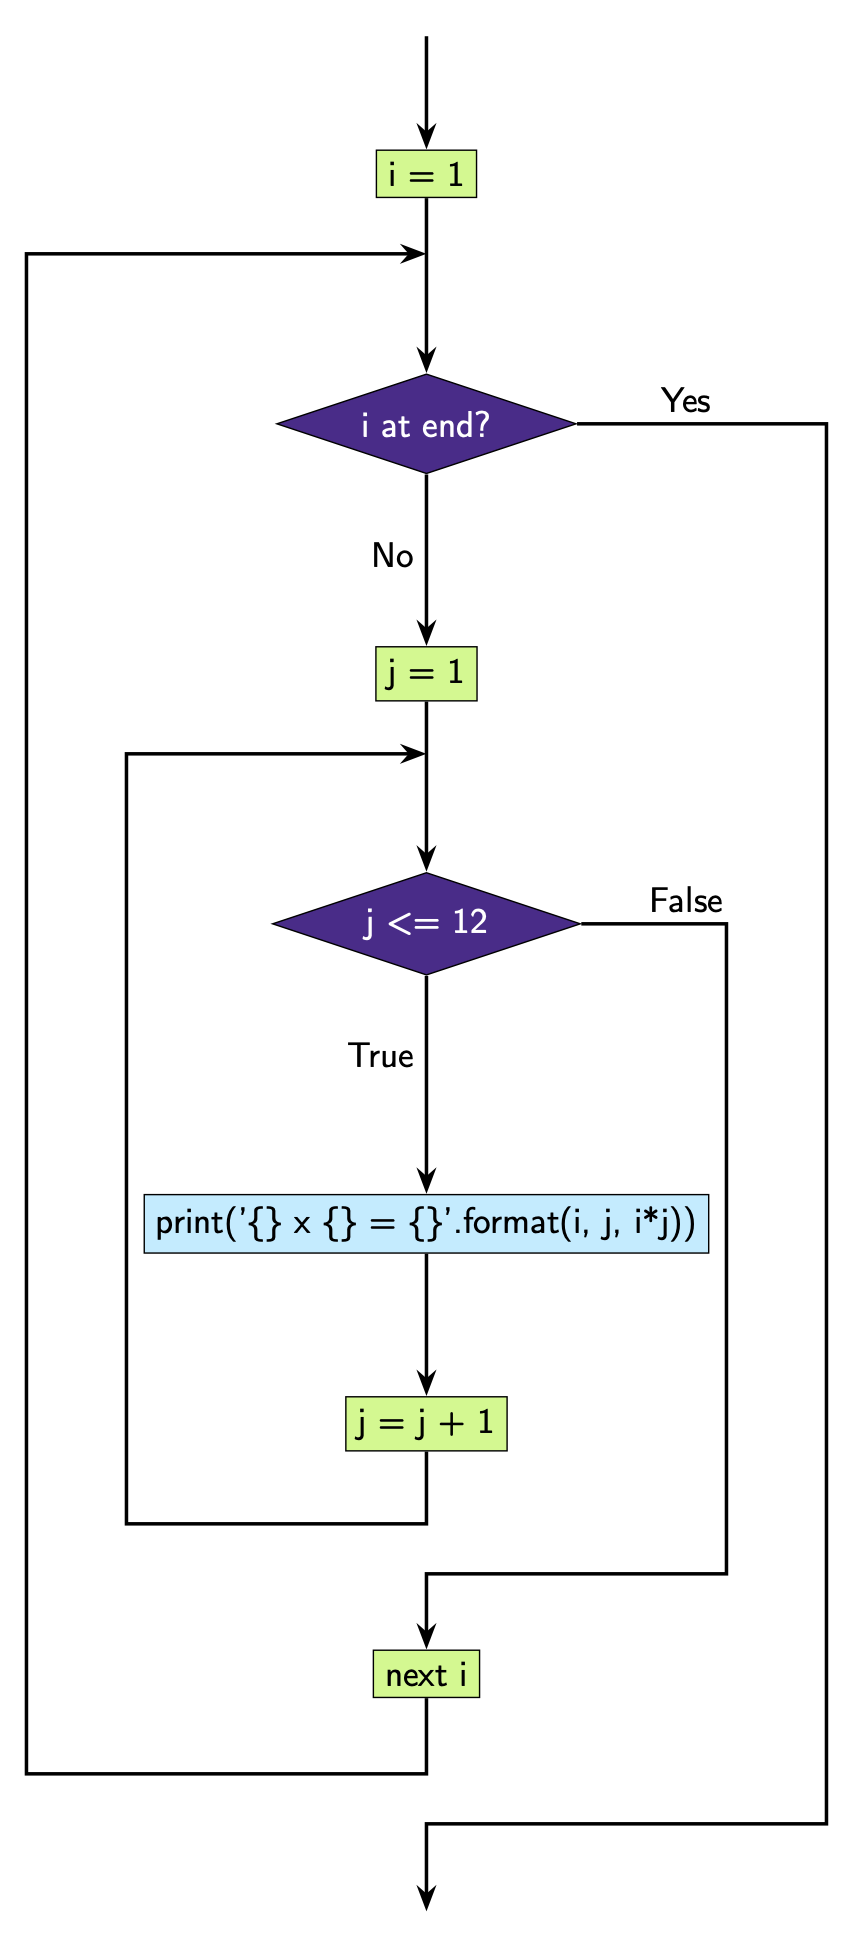 i = 1
i at end?
Yes
No
j = 1
j <= 12
False
True
print('{} x {} = {}'.format(i, j, i*j))
j = j + 1
next i